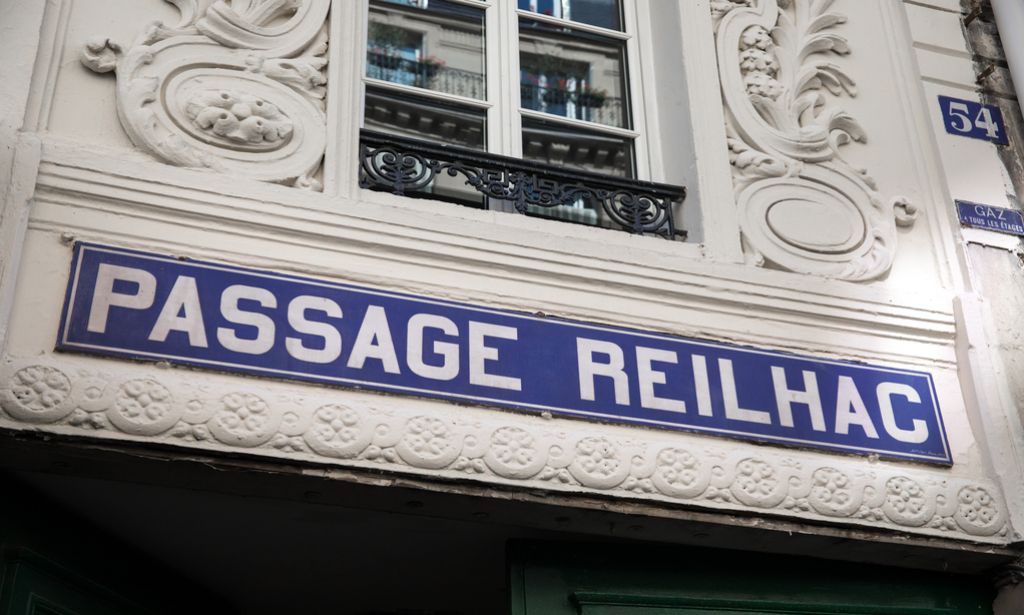 54
GAZ
A TOUS LES ÉTAGES
PASSAGE REILHAC